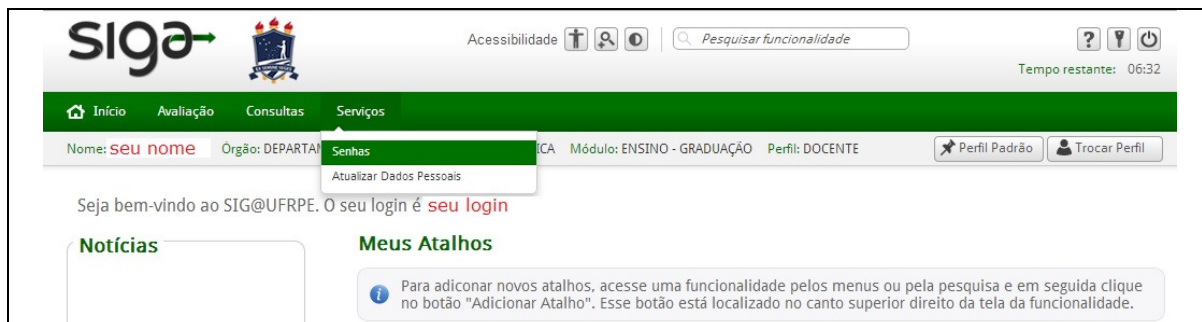 SIGa
Acessibilidade Pesquisar funcionalidade
Tempo restante: 06:32
Início Avaliação Consultas Serviços
Nome: seu nome Órgão: DEPARTAM ICA Módulo: ENSINO - GRADUAÇÃO Perfil: DOCENTE Perfil Padrão Trocar Perfil
Senhas
Atualizar Dados Pessoais
Seja bem-vindo ao SIG@UFRPE. O seu login é seu login
Notícias
Meus Atalhos
Para adiconar novos atalhos, acesse uma funcionalidade pelos menus ou pela pesquisa e em seguida clique
no botão "Adicionar Atalho". Esse botão está localizado no canto superior direito da tela da funcionalidade.